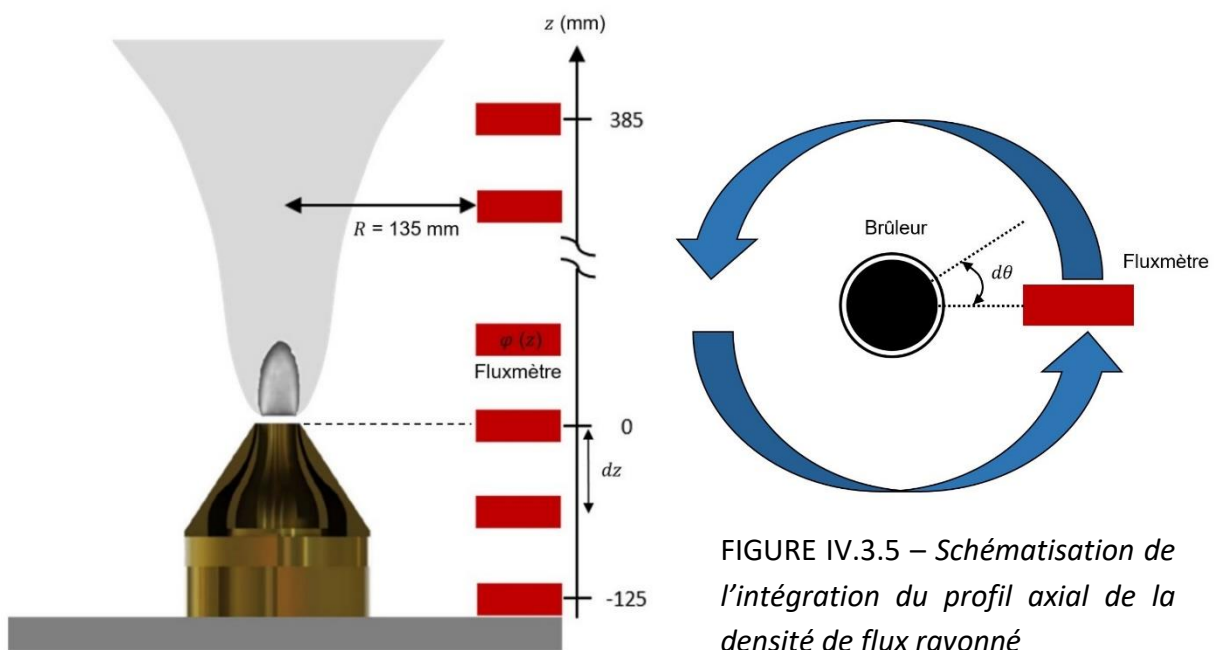 z (mm)
385
R = 135 mm
φ (z)
Fluxmètre
0
dz
-125
Brûleur
dθ
Fluxmètre
FIGURE IV.3.5 – Schématisation de
l’intégration du profil axial de la
densité de flux rayonné